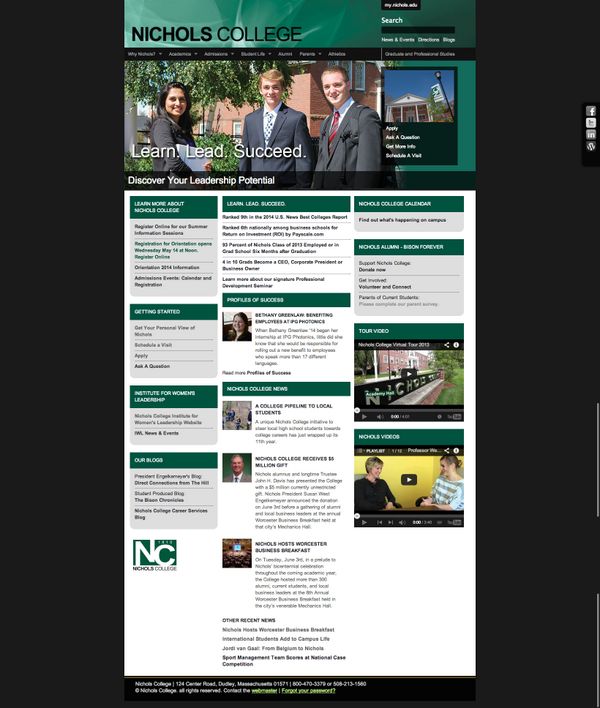 my.nichols.edu
NICHOLS COLLEGE
Search
News & Events Directions Blogs
Why Nichols? Academics Admissions Student Life Alumni Parents Athletics Graduate and Professional Studies
Learn. Lead. Succeed.
Discover Your Leadership Potential
Apply
Ask A Question
Get More Info
Schedule A Visit
LEARN MORE ABOUT
NICHOLS COLLEGE
Register Online for our Summer
Information Sessions
Registration for Orientation opens
Wednesday May 14 at Noon.
Register Online
Orientation 2014 Information
Admissions Events: Calendar and
Registration
GETTING STARTED
Get Your Personal View of
Nichols
Schedule a Visit
Apply
Ask A Question
INSTITUTE FOR WOMEN'S
LEADERSHIP
Nichols College Institute for
Women's Leadership Website
IWL News & Events
OUR BLOGS
President Engelkemeyer's Blog:
Direct Connections from The Hill
Student Produced Blog:
The Bison Chronicles
Nichols College Career Services
Blog
NC
NICHOLS COLLEGE
LEARN. LEAD. SUCCEED.
Ranked 9th in the 2014 U.S. News Best Colleges Report
Ranked 6th nationally among business schools for
Return on Investment (ROI) by Payscale.com
93 Percent of Nichols Class of 2013 Employed or in
Grad School Six Months after Graduation
4 in 10 Grads Become a CEO, Corporate President or
Business Owner
Learn more about our signature Professional
Development Seminar
PROFILES OF SUCCESS
BETHANY GREENLAW: BENEFITING
EMPLOYEES AT IPG PHOTONICS
When Bethany Greenlaw '14 began her
internship at IPG Photonics, little did she
know that she would be responsible for
rolling out a new benefit to employees
who speak more than 17 different
languages.
Read more Profiles of Success
NICHOLS COLLEGE NEWS
A COLLEGE PIPELINE TO LOCAL
STUDENTS
A unique Nichols College initiative to
steer local high school students towards
college careers has just wrapped up its
11th year.
NICHOLS COLLEGE RECEIVES $5
MILLION GIFT
Nichols alumnus and longtime Trustee
John H. Davis has presented the College
with a $5 million currently unrestricted
gift. Nichols President Susan West
Engelkemeyer announced the donation
on June 3rd before a gathering of alumni
and local business leaders at the annual
Worcester Business Breakfast held at
that city's Mechanics Hall.
NICHOLS HOSTS WORCESTER
BUSINESS BREAKFAST
On Tuesday, June 3rd, in a prelude to
Nichols' bicentennial celebration
throughout the coming academic year,
the College hosted more than 300
alumni, current students, and local
business leaders at the 8th Annual
Worcester Business Breakfast held in
the city's venerable Mechanics Hall.
OTHER RECENT NEWS
Nichols Hosts Worcester Business Breakfast
International Students Add to Campus Life
Jordi van Gaal: From Belgium to Nichols
Sport Management Team Scores at National Case
Competition
NICHOLS COLLEGE CALENDAR
Find out what's happening on campus
NICHOLS ALUMNI - BISON FOREVER
Support Nichols College:
Donate now
Get Involved:
Volunteer and Connect
Parents of Current Students:
Please complete our parent survey.
TOUR VIDEO
Nichols College Virtual Tour 2013
NICHOLS
Academy Hall
0:00 / 4:01
YouTube
NICHOLS VIDEOS
PLAYLIST 1 / 12 Professor We...
0:00 / 3:40
YouTube
Nichols College | 124 Center Road, Dudley, Massachusetts 01571 | 800-470-3379 or 508-213-1560
© Nichols College. all rights reserved. Contact the webmaster | Forgot your password?